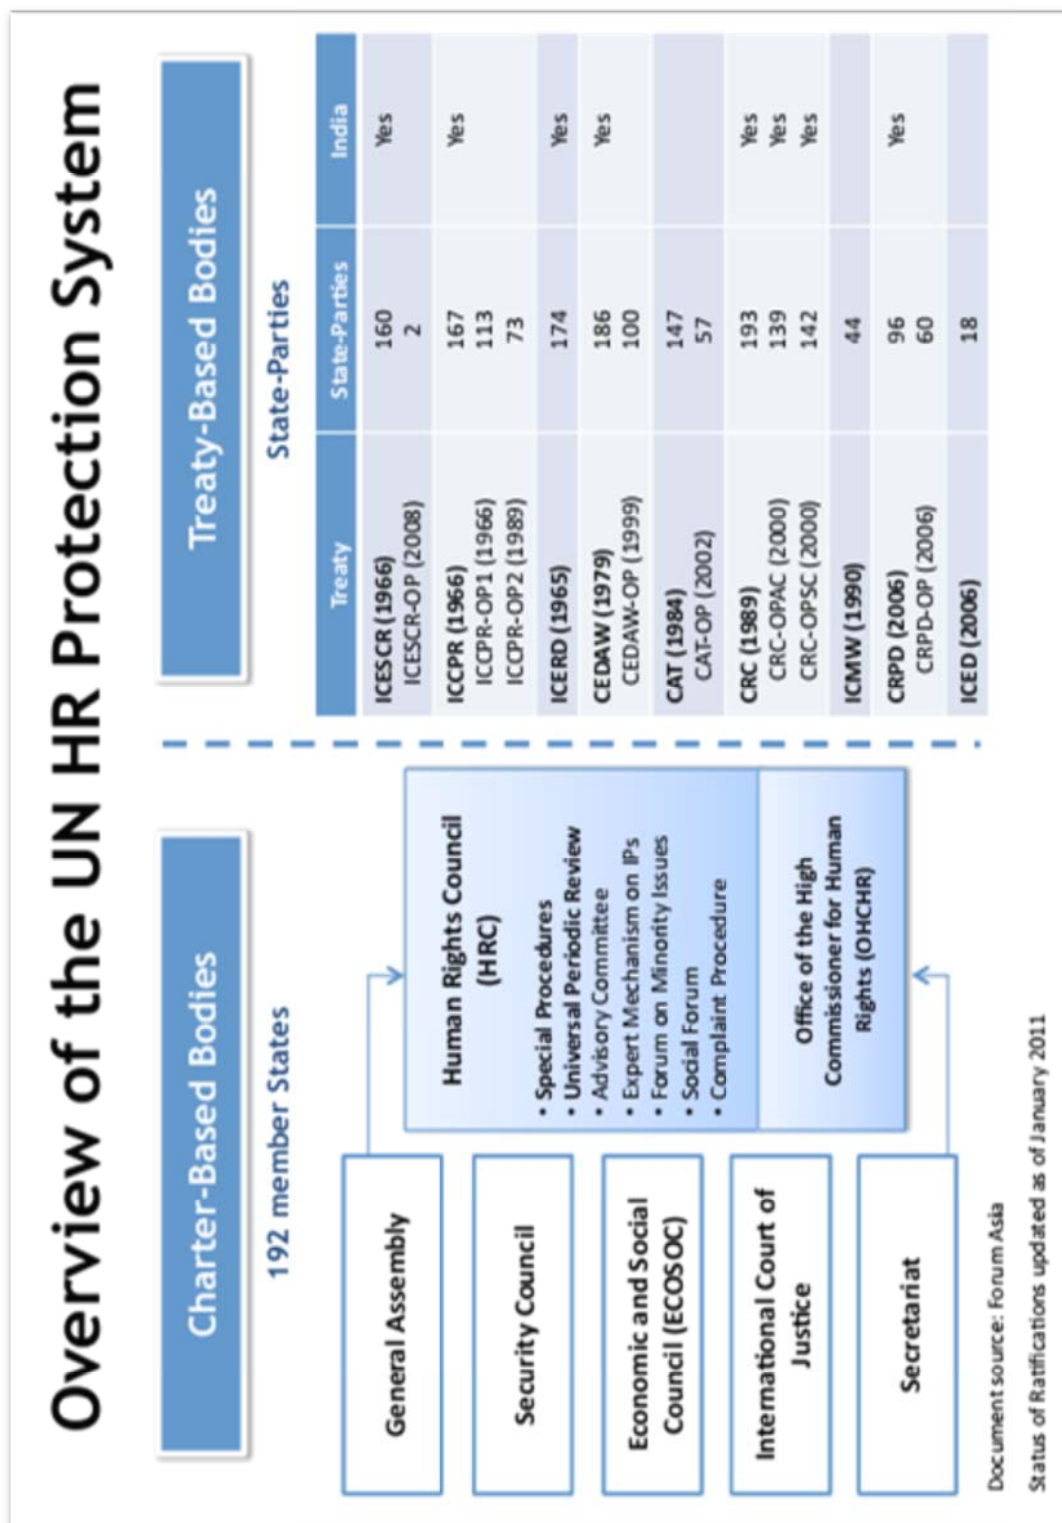 Overview of the UN HR Protection System
Charter-Based Bodies
192 member States
General Assembly
Security Council
Economic and Social
Council (ECOSOC)
International Court of
Justice
Secretariat
Human Rights Council
(HRC)
• Special Procedures
• Universal Periodic Review
• Advisory Committee
• Expert Mechanism on IPs
• Forum on Minority Issues
• Social Forum
• Complaint Procedure
Office of the High
Commissioner for Human
Rights (OHCHR)
Treaty-Based Bodies
State-Parties
Treaty State-Parties India
ICESCR (1966) 160 Yes
ICESCR-OP (2008) 2
ICCPR (1966) 167 Yes
ICCPR-OP1 (1966) 113
ICCPR-OP2 (1989) 73
ICERD (1965) 174 Yes
CEDAW (1979) 186 Yes
CEDAW-OP (1999) 100
CAT (1984) 147
CAT-OP (2002) 57
CRC (1989) 193 Yes
CRC-OPAC (2000) 139 Yes
CRC-OPSC (2000) 142 Yes
ICMW (1990) 44
CRPD (2006) 96 Yes
CRPD-OP (2006) 60
ICED (2006) 18
Document source: Forum Asia
Status of Ratifications updated as of January 2011